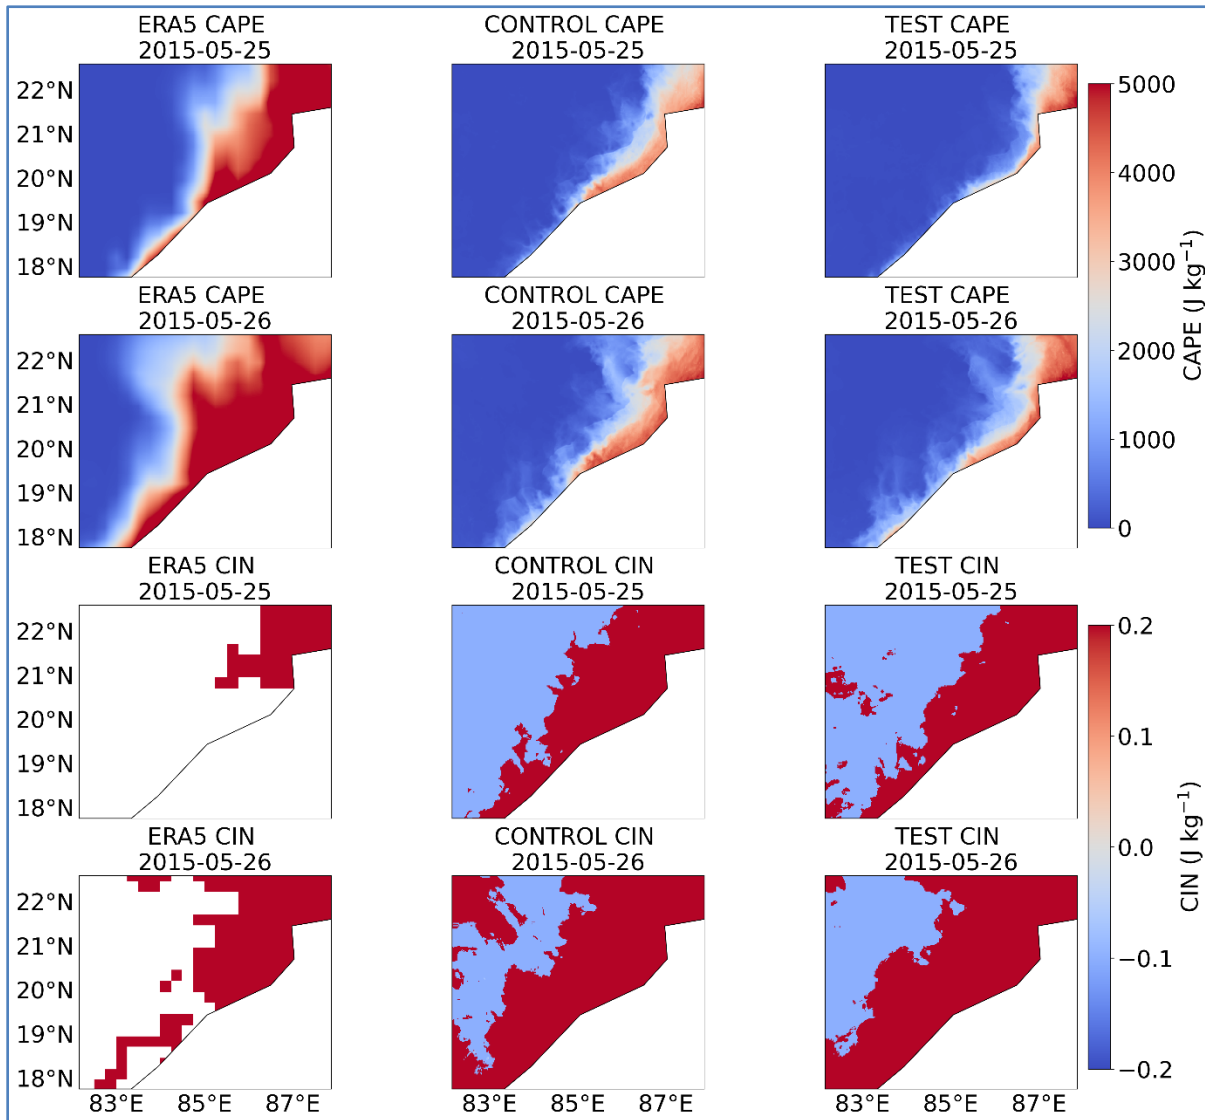 ERA5 CAPE
2015-05-25
CONTROL CAPE
2015-05-25
TEST CAPE
2015-05-25
22°N
21°N
20°N
19°N
18°N
ERA5 CAPE
2015-05-26
CONTROL CAPE
2015-05-26
TEST CAPE
2015-05-26
22°N
21°N
20°N
19°N
18°N
5000
4000
3000
2000
1000
0
CAPE (J kg⁻¹)
ERA5 CIN
2015-05-25
CONTROL CIN
2015-05-25
TEST CIN
2015-05-25
22°N
21°N
20°N
19°N
18°N
ERA5 CIN
2015-05-26
CONTROL CIN
2015-05-26
TEST CIN
2015-05-26
22°N
21°N
20°N
19°N
18°N
83°E 85°E 87°E
83°E 85°E 87°E
83°E 85°E 87°E
0.2
0.1
0.0
−0.1
−0.2
CIN (J kg⁻¹)